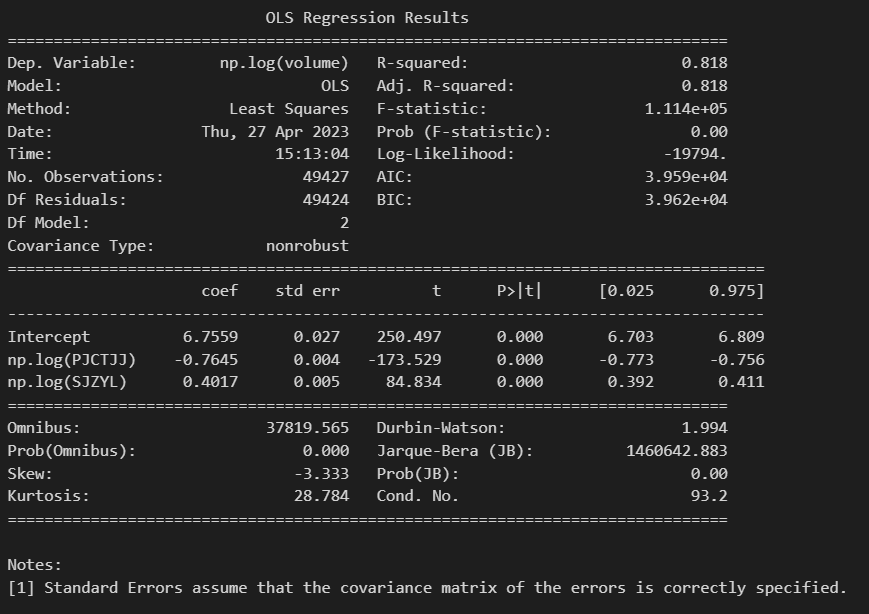 OLS Regression Results
==============================================================================
Dep. Variable:         np.log(volume)   R-squared:                       0.818
Model:                            OLS   Adj. R-squared:                  0.818
Method:                 Least Squares   F-statistic:                 1.114e+05
Date:                Thu, 27 Apr 2023   Prob (F-statistic):               0.00
Time:                        15:13:04   Log-Likelihood:                -19794.
No. Observations:               49427   AIC:                         3.959e+04
Df Residuals:                   49424   BIC:                         3.962e+04
Df Model:                           2
Covariance Type:            nonrobust
==================================================================================
                     coef    std err          t      P>|t|      [0.025      0.975]
----------------------------------------------------------------------------------
Intercept          6.7559      0.027    250.497      0.000       6.703       6.809
np.log(PJCTJJ)    -0.7645      0.004   -173.529      0.000      -0.773      -0.756
np.log(SJZYL)      0.4017      0.005     84.834      0.000       0.392       0.411
==============================================================================
Omnibus:                    37819.565   Durbin-Watson:                   1.994
Prob(Omnibus):                  0.000   Jarque-Bera (JB):          1460642.883
Skew:                          -3.333   Prob(JB):                         0.00
Kurtosis:                      28.784   Cond. No.                         93.2
==============================================================================
Notes:
[1] Standard Errors assume that the covariance matrix of the errors is correctly specified.